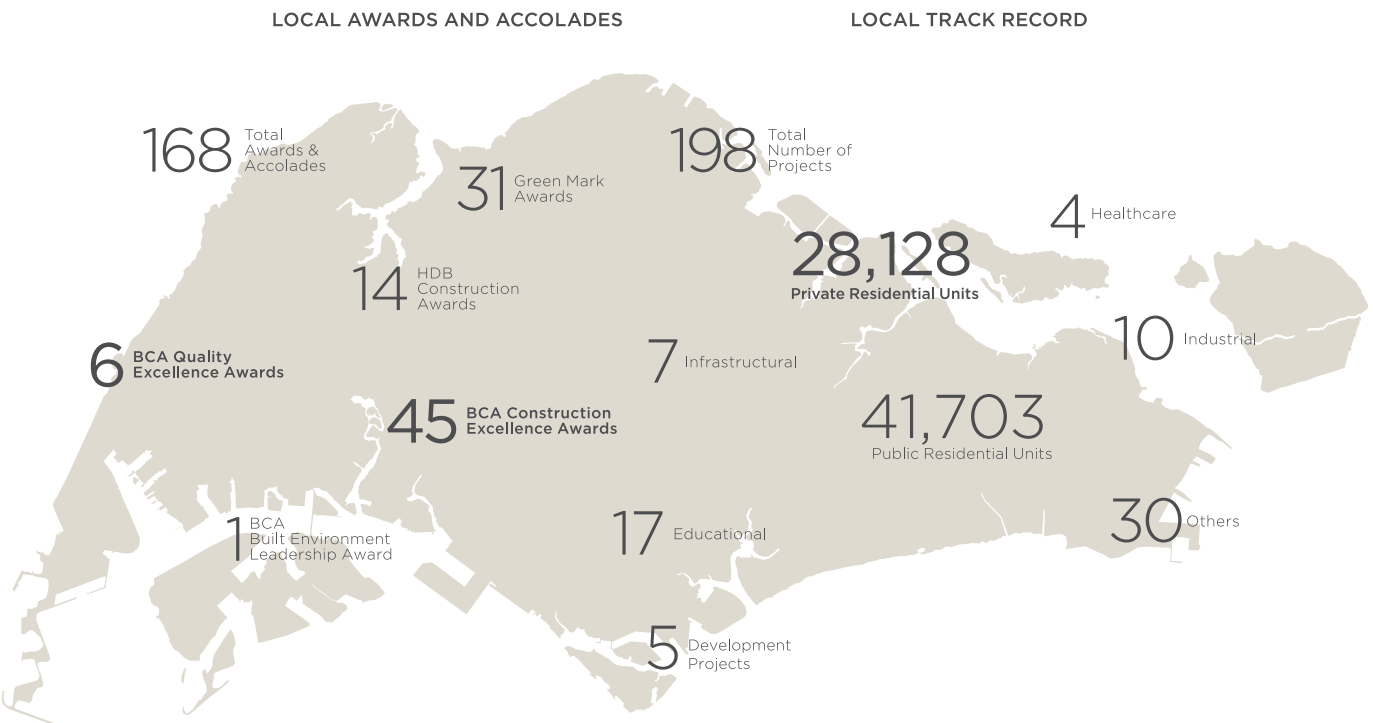 LOCAL AWARDS AND ACCOLADES
LOCAL TRACK RECORD
168
Total
Awards &
Accolades
31
Green Mark
Awards
14
HDB
Construction
Awards
6
BCA Quality
Excellence Awards
45
BCA Construction
Excellence Awards
1
BCA
Built Environment
Leadership Award
198
Total
Number of
Projects
4
Healthcare
28,128
Private Residential Units
10
Industrial
7
Infrastructural
41,703
Public Residential Units
17
Educational
30
Others
5
Development
Projects